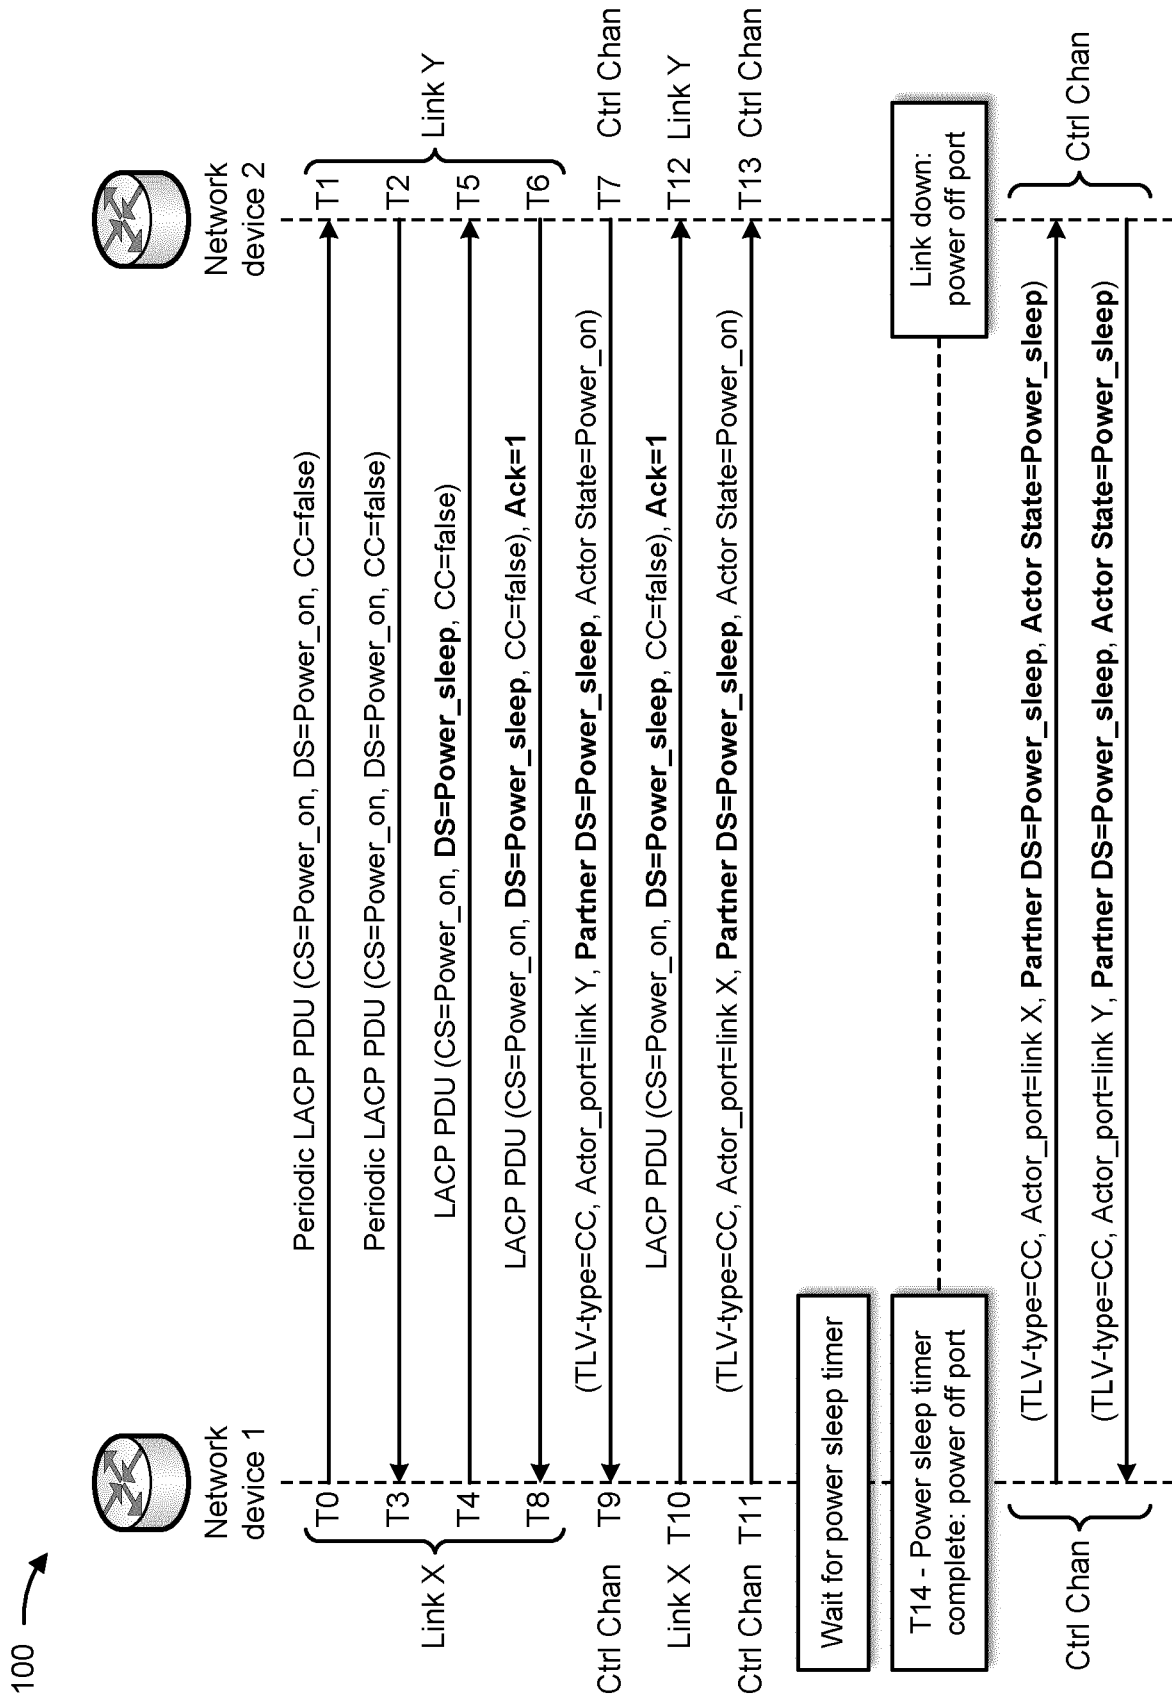 100
Network
device 1
Network
device 2
Periodic LACP PDU (CS=Power_on, DS=Power_on, CC=false)
T0
T1
Periodic LACP PDU (CS=Power_on, DS=Power_on, CC=false)
T3
T2
LACP PDU (CS=Power_on, DS=Power_sleep, CC=false)
T4
T5
LACP PDU (CS=Power_on, DS=Power_sleep, CC=false), Ack=1
T8
T6
Link X
Link Y
(TLV-type=CC, Actor_port=link Y, Partner DS=Power_sleep, Actor State=Power_on)
Ctrl Chan T9
T7 Ctrl Chan
LACP PDU (CS=Power_on, DS=Power_sleep, CC=false), Ack=1
Link X T10
T12 Link Y
(TLV-type=CC, Actor_port=link X, Partner DS=Power_sleep, Actor State=Power_on)
Ctrl Chan T11
T13 Ctrl Chan
Wait for power sleep timer
T14 - Power sleep timer
complete: power off port
Link down:
power off port
(TLV-type=CC, Actor_port=link X, Partner DS=Power_sleep, Actor State=Power_sleep)
(TLV-type=CC, Actor_port=link Y, Partner DS=Power_sleep, Actor State=Power_sleep)
Ctrl Chan
Ctrl Chan